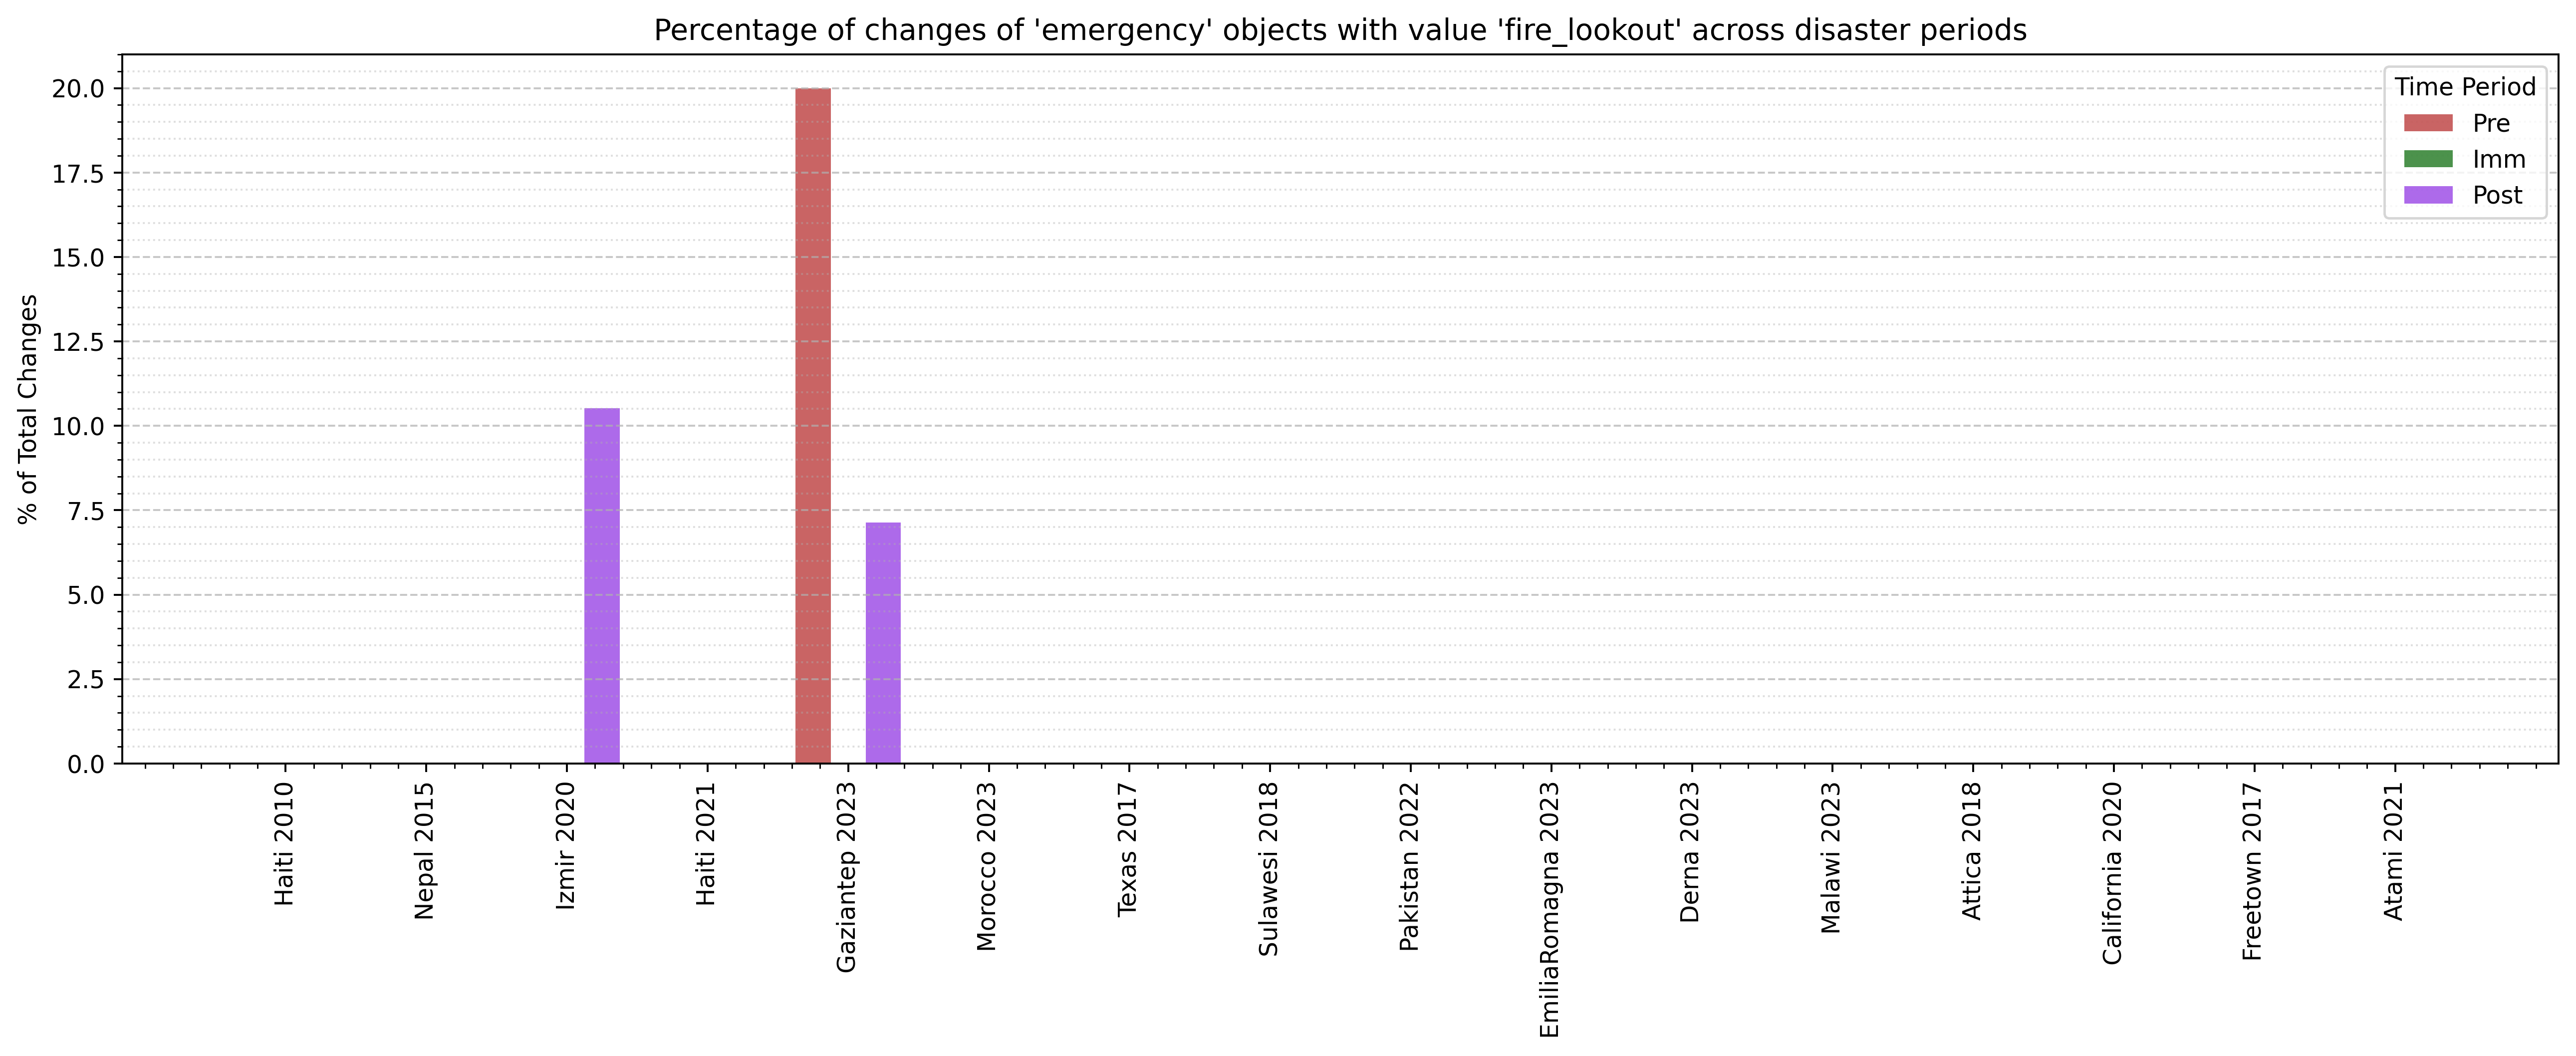 Percentage of changes of 'emergency' objects with value 'fire_lookout' across disaster periods
% of Total Changes
20.0
17.5
15.0
12.5
10.0
7.5
5.0
2.5
0.0
Time Period
Pre
Imm
Post
Haiti 2010
Nepal 2015
Izmir 2020
Haiti 2021
Gaziantep 2023
Morocco 2023
Texas 2017
Sulawesi 2018
Pakistan 2022
EmiliaRomagna 2023
Derna 2023
Malawi 2023
Attica 2018
California 2020
Freetown 2017
Atami 2021